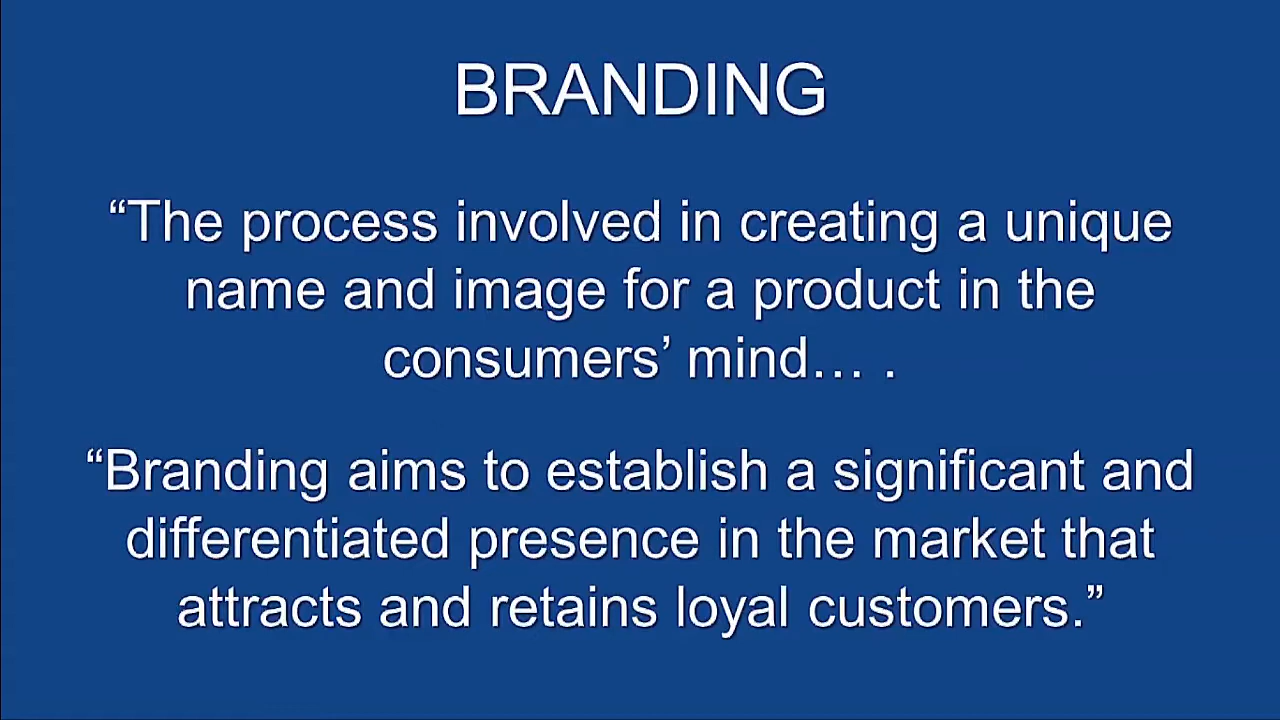 BRANDING
“The process involved in creating a unique
name and image for a product in the
consumers’ mind… .
“Branding aims to establish a significant and
differentiated presence in the market that
attracts and retains loyal customers.”